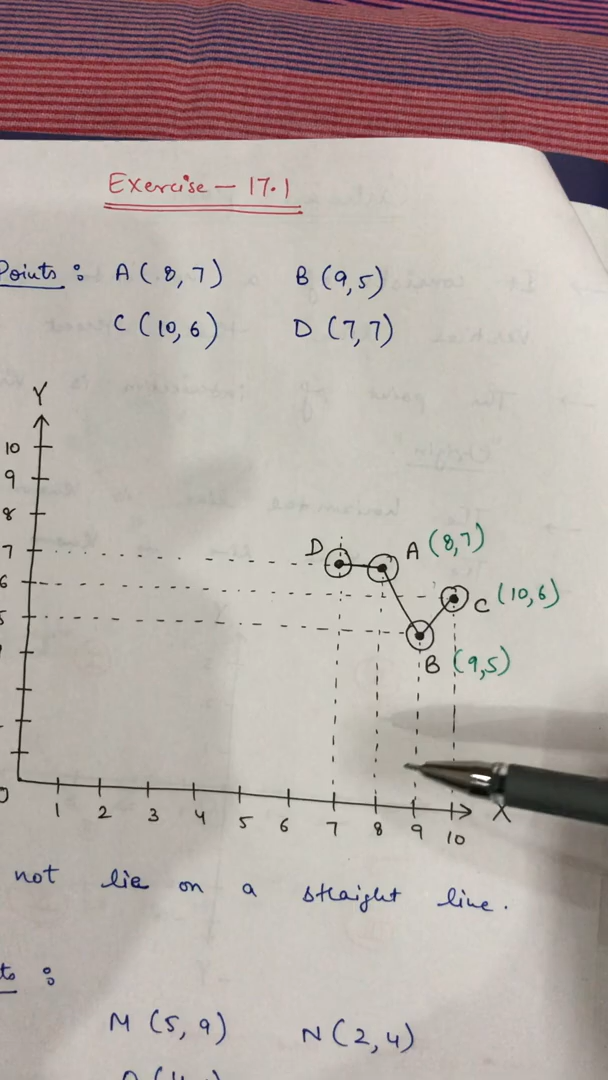 Exercise - 17.1
Points : A (8,7) B (9,5)
C (10,6) D (7,7)
Y
10
9
8
7
6
5
D A (8,7)
C (10,6)
B (9,5)
0 1 2 3 4 5 6 7 8 9 10 X
not lie on a straight line.
M (5,9) N (2,4)